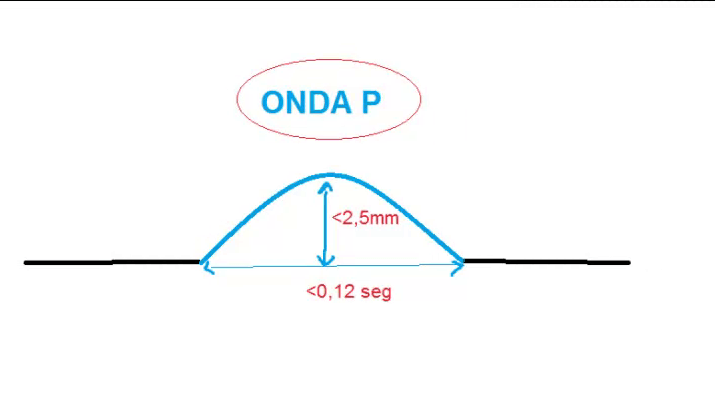 ONDA P
<2,5mm
<0,12 seg